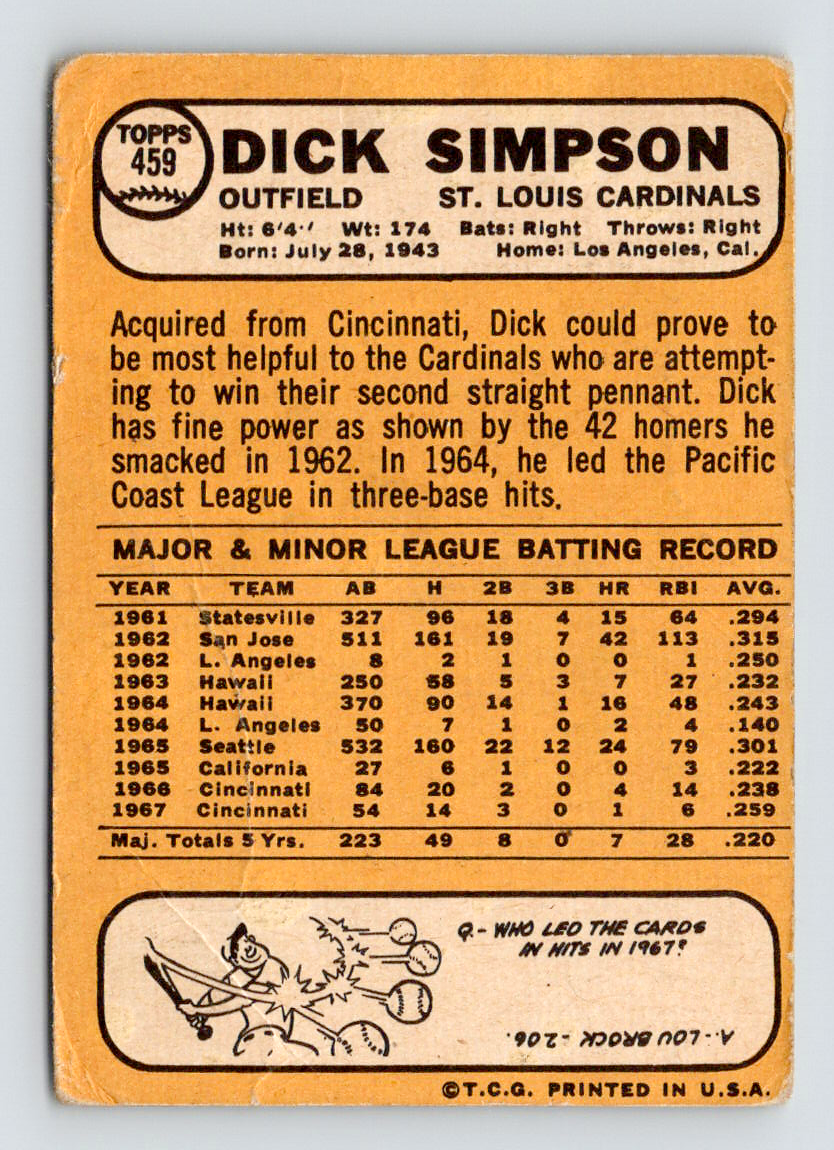 TOPPS
459
DICK SIMPSON
OUTFIELD ST. LOUIS CARDINALS
Ht: 6'4" Wt: 174 Bats: Right Throws: Right
Born: July 28, 1943 Home: Los Angeles, Cal.
Acquired from Cincinnati, Dick could prove to
be most helpful to the Cardinals who are attempt-
ing to win their second straight pennant. Dick
has fine power as shown by the 42 homers he
smacked in 1962. In 1964, he led the Pacific
Coast League in three-base hits.
MAJOR & MINOR LEAGUE BATTING RECORD
YEAR TEAM AB H 2B 3B HR RBI AVG.
1961 Statesville 327 96 18 4 15 64 .294
1962 San Jose 511 161 19 7 42 113 .315
1962 L. Angeles 8 2 1 0 0 1 .250
1963 Hawaii 250 58 5 3 7 27 .232
1964 Hawaii 370 90 14 1 16 48 .243
1964 L. Angeles 50 7 1 0 2 4 .140
1965 Seattle 532 160 22 12 24 79 .301
1965 California 27 6 1 0 0 3 .222
1966 Cincinnati 84 20 2 0 4 14 .238
1967 Cincinnati 54 14 3 0 1 6 .259
Maj. Totals 5 Yrs. 223 49 8 0 7 28 .220
Q.- WHO LED THE CARDS
IN HITS IN 1967?
A.- LOU BROCK - 206.
©T.C.G. PRINTED IN U.S.A.